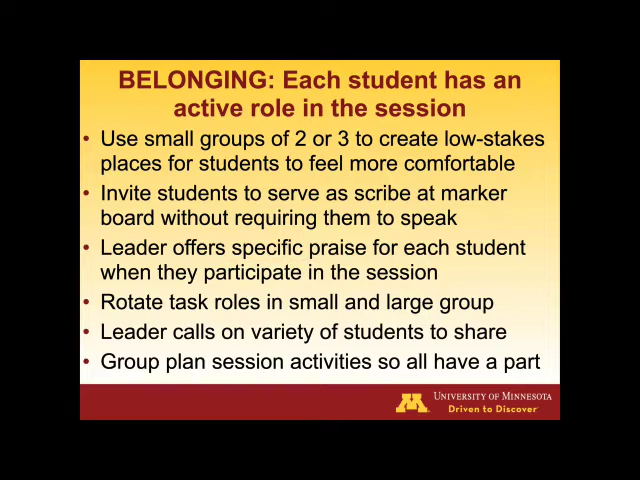 BELONGING: Each student has an
active role in the session
• Use small groups of 2 or 3 to create low-stakes
places for students to feel more comfortable
• Invite students to serve as scribe at marker
board without requiring them to speak
• Leader offers specific praise for each student
when they participate in the session
• Rotate task roles in small and large group
• Leader calls on variety of students to share
• Group plan session activities so all have a part
M
UNIVERSITY OF MINNESOTA
Driven to Discover